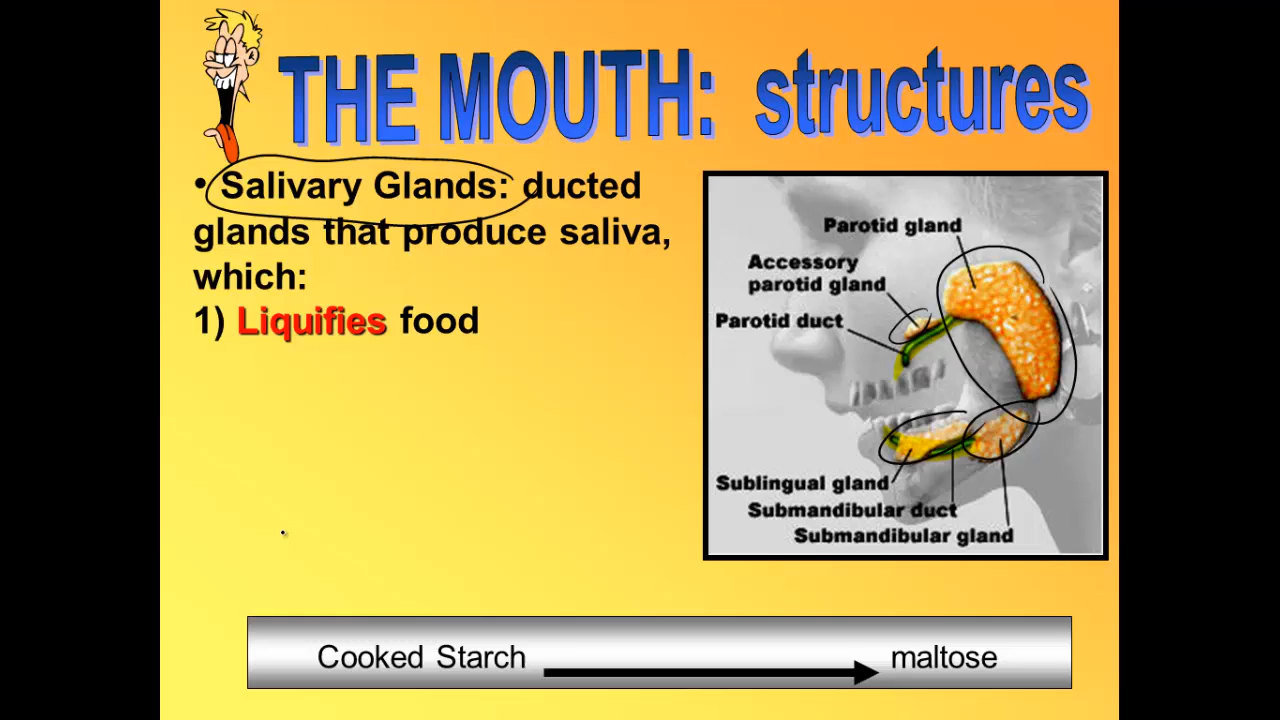 THE MOUTH: structures
• Salivary Glands: ducted
glands that produce saliva,
which:
1) Liquifies food
Parotid gland
Accessory
parotid gland
Parotid duct
Sublingual gland
Submandibular duct
Submandibular gland
Cooked Starch maltose